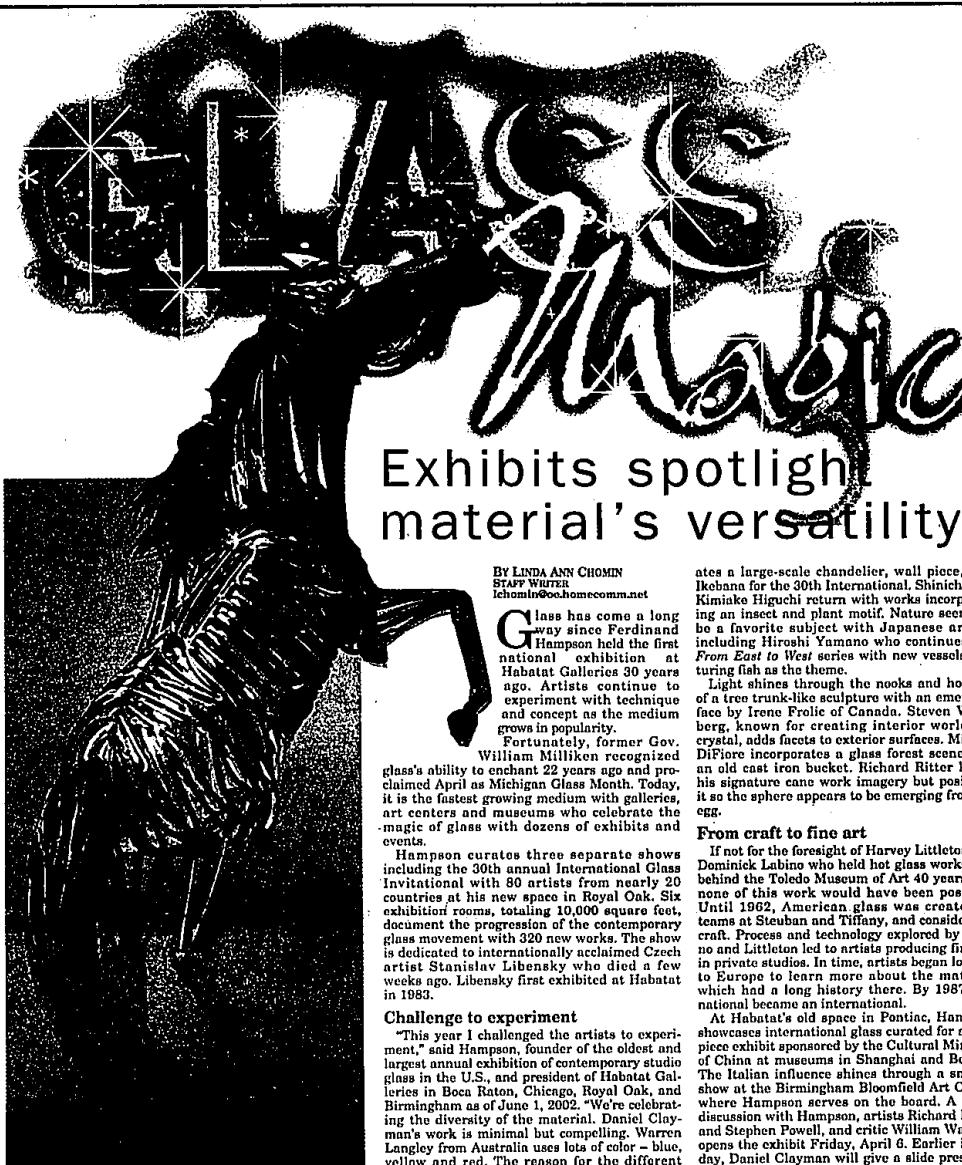 GLASS
Magic
Exhibits spotlight
material's versatility
BY LINDA ANN CHOMIN
STAFF WRITER
lchomin@oe.homecomm.net
Glass has come a long
way since Ferdinand
Hampson held the first
national exhibition at
Habatat Galleries 30 years
ago. Artists continue to
experiment with technique
and concept as the medium
grows in popularity.
Fortunately, former Gov.
William Milliken recognized
glass's ability to enchant 22 years ago and pro-
claimed April as Michigan Glass Month. Today,
it is the fastest growing medium with galleries,
art centers and museums who celebrate the
magic of glass with dozens of exhibits and
events.
Hampson curates three separate shows
including the 30th annual International Glass
Invitational with 80 artists from nearly 20
countries at his new space in Royal Oak. Six
exhibition rooms, totaling 10,000 square feet,
document the progression of the contemporary
glass movement with 320 new works. The show
is dedicated to internationally acclaimed Czech
artist Stanislav Libensky who died a few
weeks ago. Libensky first exhibited at Habatat
in 1983.
Challenge to experiment
"This year I challenged the artists to experi-
ment," said Hampson, founder of the oldest and
largest annual exhibition of contemporary studio
glass in the U.S., and president of Habatat Gal-
leries in Boca Raton, Chicago, Royal Oak, and
Birmingham as of June 1, 2002. "We're celebrat-
ing the diversity of the material. Daniel Clay-
man's work is minimal but compelling. Warren
Langley from Australia uses lots of color – blue,
yellow and red. The reason for the different
ates a large-scale chandelier, wall piece,
Ikebana for the 30th International. Shinich
Kimiake Higuchi return with works incorp
ing an insect and plant motif. Nature seem
be a favorite subject with Japanese ar
including Hiroshi Yamano who continue
From East to West series with new vessel
turing fish as the theme.
Light shines through the nooks and ho
of a tree trunk-like sculpture with an eme
face by Irene Frolic of Canada. Steven
berg, known for creating interior worl
crystal, adds facets to exterior surfaces. M
DiFiore incorporates a glass forest scene
an old cast iron bucket. Richard Ritter
his signature cane work imagery but posi
it so the sphere appears to be emerging fro
egg.
From craft to fine art
If not for the foresight of Harvey Littleto
Dominick Labino who held hot glass works
behind the Toledo Museum of Art 40 year
none of this work would have been pos
Until 1962, American glass was create
teams at Steuban and Tiffany, and conside
craft. Process and technology explored by
no and Littleton led to artists producing fi
in private studios. In time, artists began lo
to Europe to learn more about the mat
which had a long history there. By 1987
national became an international.
At Habatat's old space in Pontiac, Ham
showcases international glass curated for
piece exhibit sponsored by the Cultural Mi
of China at museums in Shanghai and Be
The Italian influence shines through a sm
show at the Birmingham Bloomfield Art C
where Hampson serves on the board. A
discussion with Hampson, artists Richard
and Stephen Powell, and critic William Wa
opens the exhibit Friday, April 6. Earlier
day, Daniel Clayman will give a slide pres